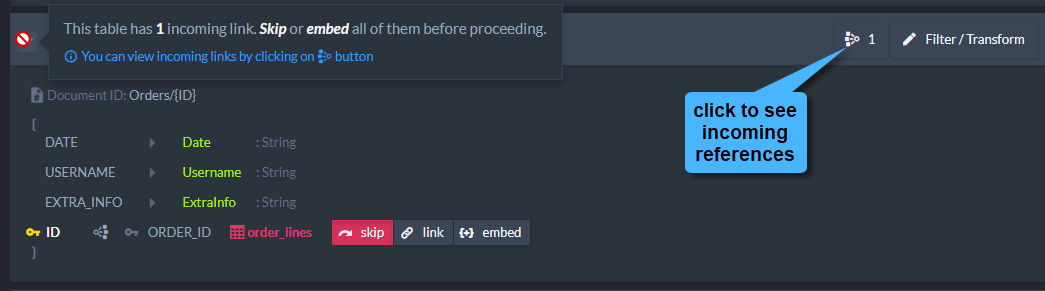 This table has 1 incoming link. Skip or embed all of them before proceeding.
You can view incoming links by clicking on button
1
Filter / Transform
Document ID: Orders/{ID}
click to see
incoming
references
{
DATE Date : String
USERNAME Username : String
EXTRA_INFO ExtraInfo : String
ID ORDER_ID order_lines skip link embed
}